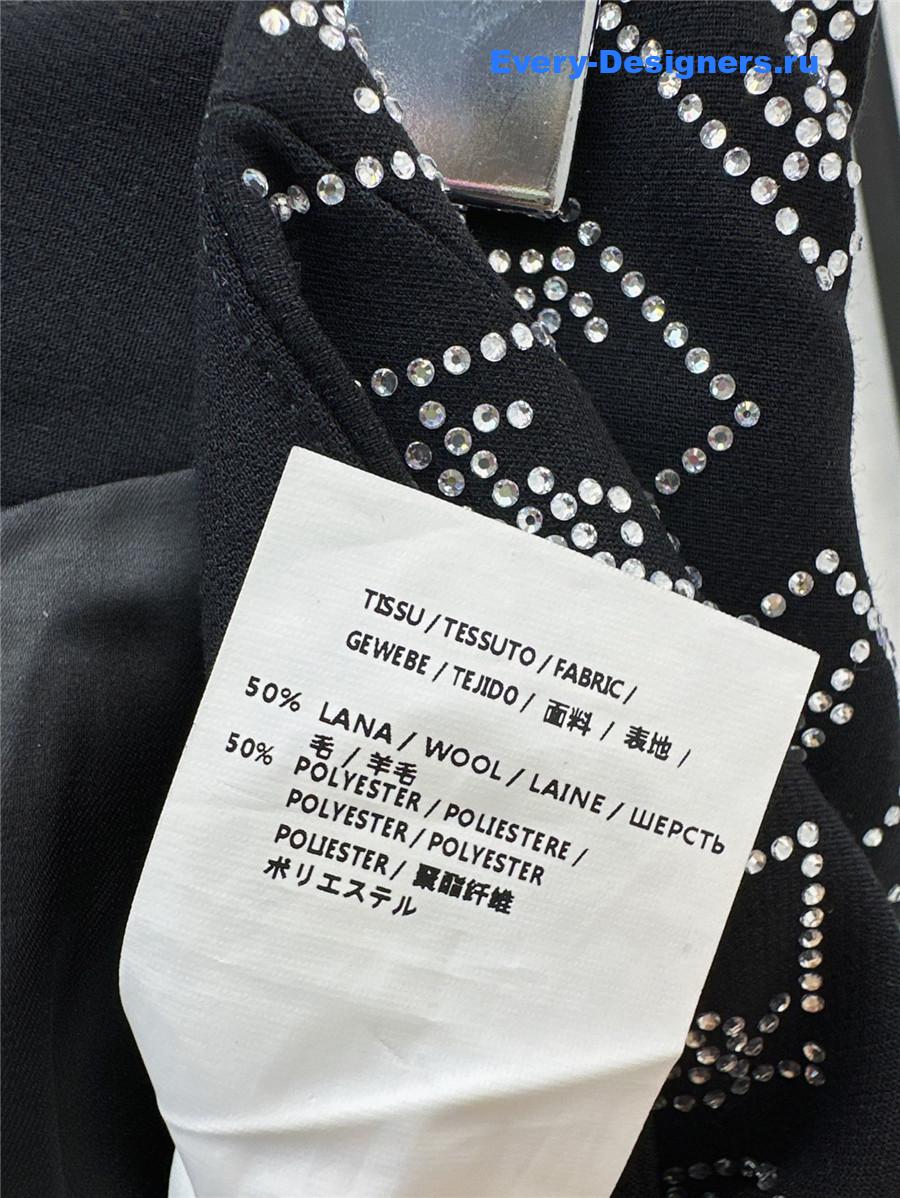 Every-Designers.ru
TISSU / TESSUTO / FABRIC /
GEWEBE / TEJIDO / 面料 / 表地 /
50% LANA / WOOL / LAINE / ШЕРСТЬ
毛 / 羊毛
50% POLYESTER / POLIESTERE /
POLYESTER / POLYESTER
POLIESTER / 聚酯纤维
ポリエステル